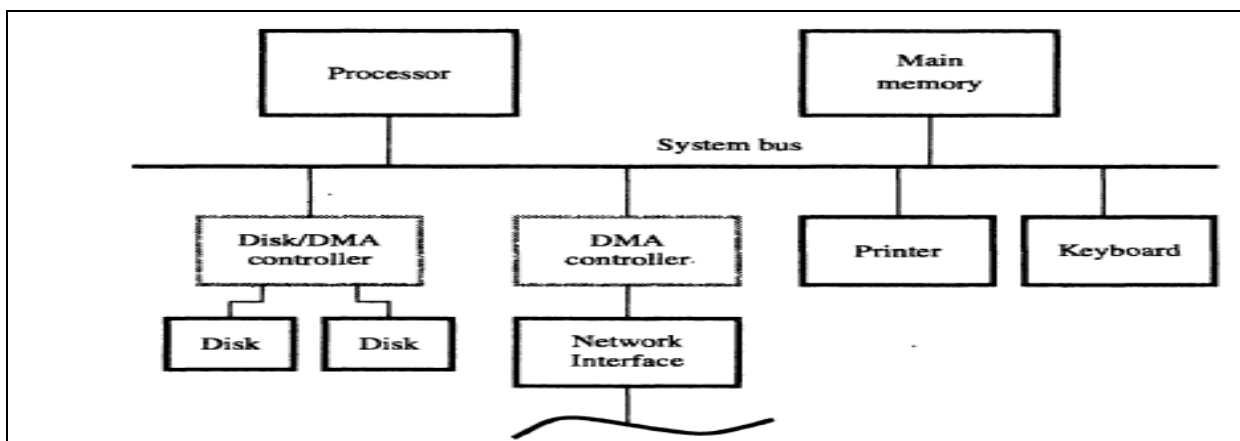 Processor
Main
memory
System bus
Disk/DMA
controller
DMA
controller
Printer
Keyboard
Disk
Disk
Network
Interface